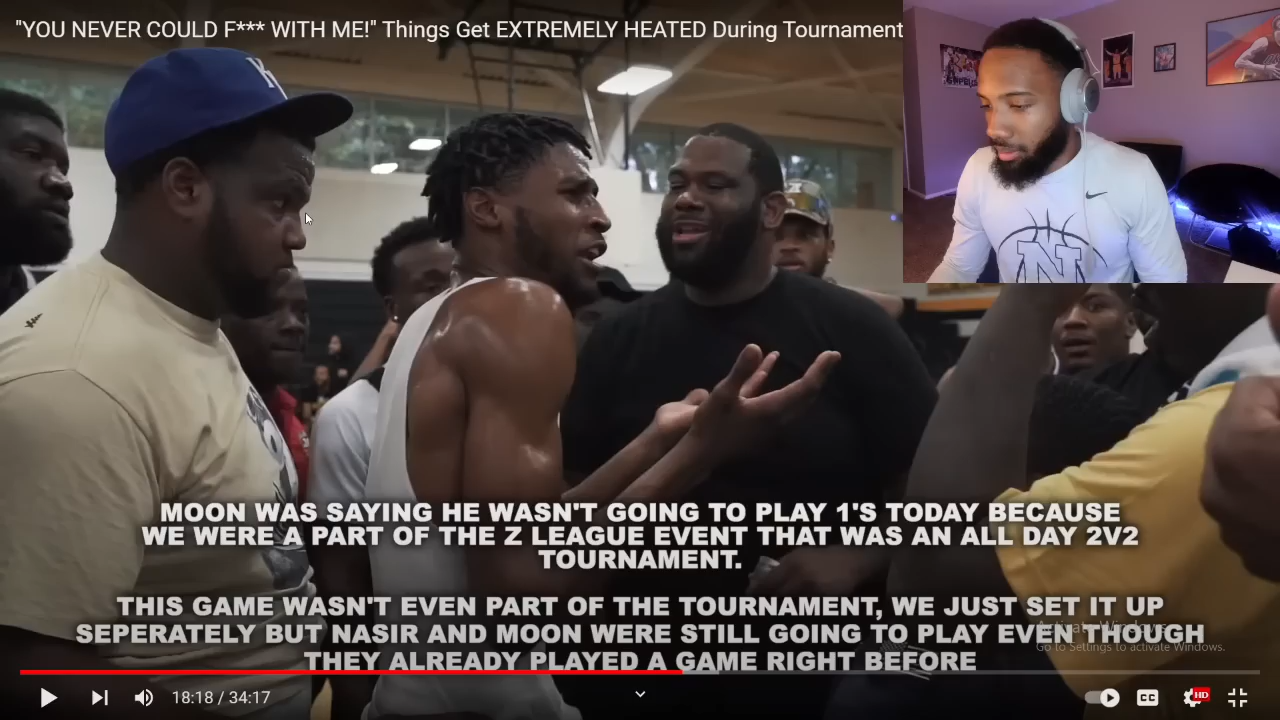 "YOU NEVER COULD F*** WITH ME!" Things Get EXTREMELY HEATED During Tournament
MOON WAS SAYING HE WASN'T GOING TO PLAY 1'S TODAY BECAUSE
WE WERE A PART OF THE Z LEAGUE EVENT THAT WAS AN ALL DAY 2V2
TOURNAMENT.
THIS GAME WASN'T EVEN PART OF THE TOURNAMENT, WE JUST SET IT UP
SEPERATELY BUT NASIR AND MOON WERE STILL GOING TO PLAY EVEN THOUGH
THEY ALREADY PLAYED A GAME RIGHT BEFORE
Activate Windows
Go to Settings to activate Windows.
18:18 / 34:17
CC
HD
K
N